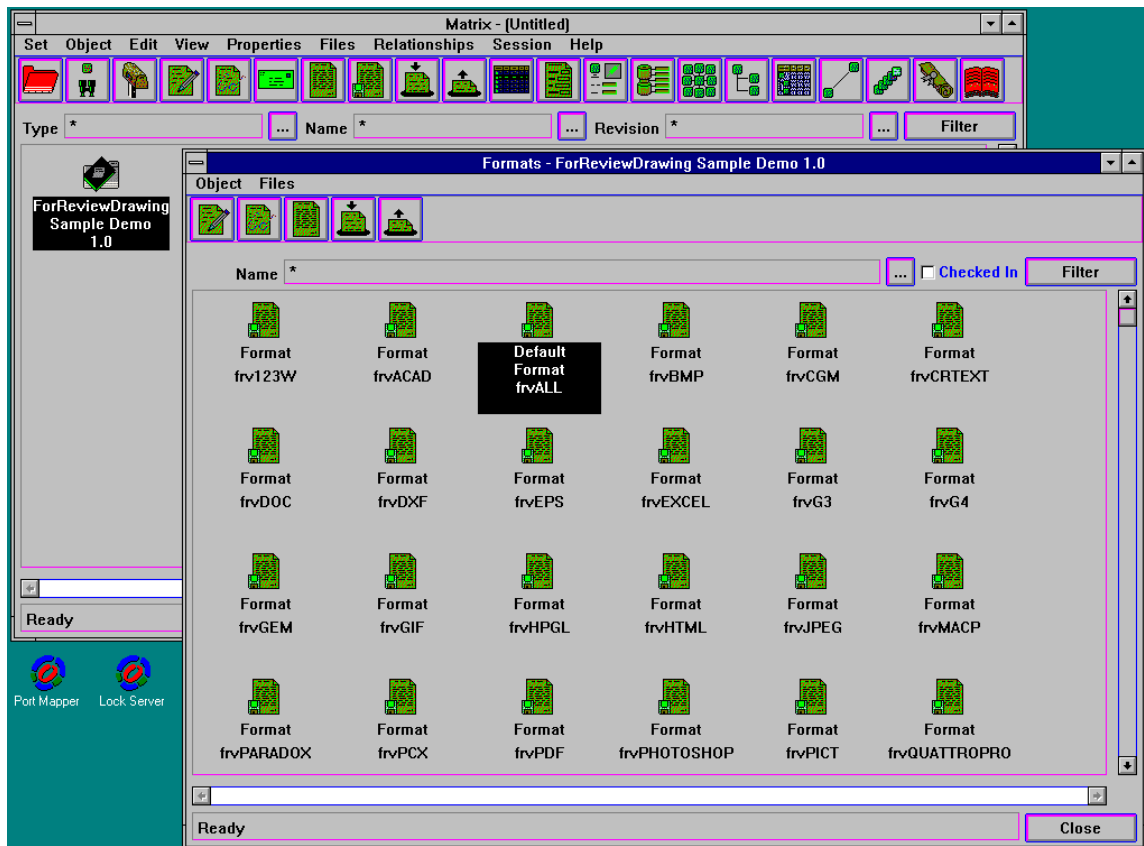 Matrix - (Untitled)
Set Object Edit View Properties Files Relationships Session Help
Type * ... Name * ... Revision * ... Filter
ForReviewDrawing
Sample Demo
1.0
Formats - ForReviewDrawing Sample Demo 1.0
Object Files
Name * ... Checked In Filter
Format Format Default Format Format Format
frv123W frvACAD Format frvBMP frvCGM frvCRTEXT
frvALL
Format Format Format Format Format Format
frvDOC frvDXF frvEPS frvEXCEL frvG3 frvG4
Format Format Format Format Format Format
frvGEM frvGIF frvHPGL frvHTML frvJPEG frvMACP
Format Format Format Format Format Format
frvPARADOX frvPCX frvPDF frvPHOTOSHOP frvPICT frvQUATTROPRO
Ready Close
Ready
Port Mapper Lock Server